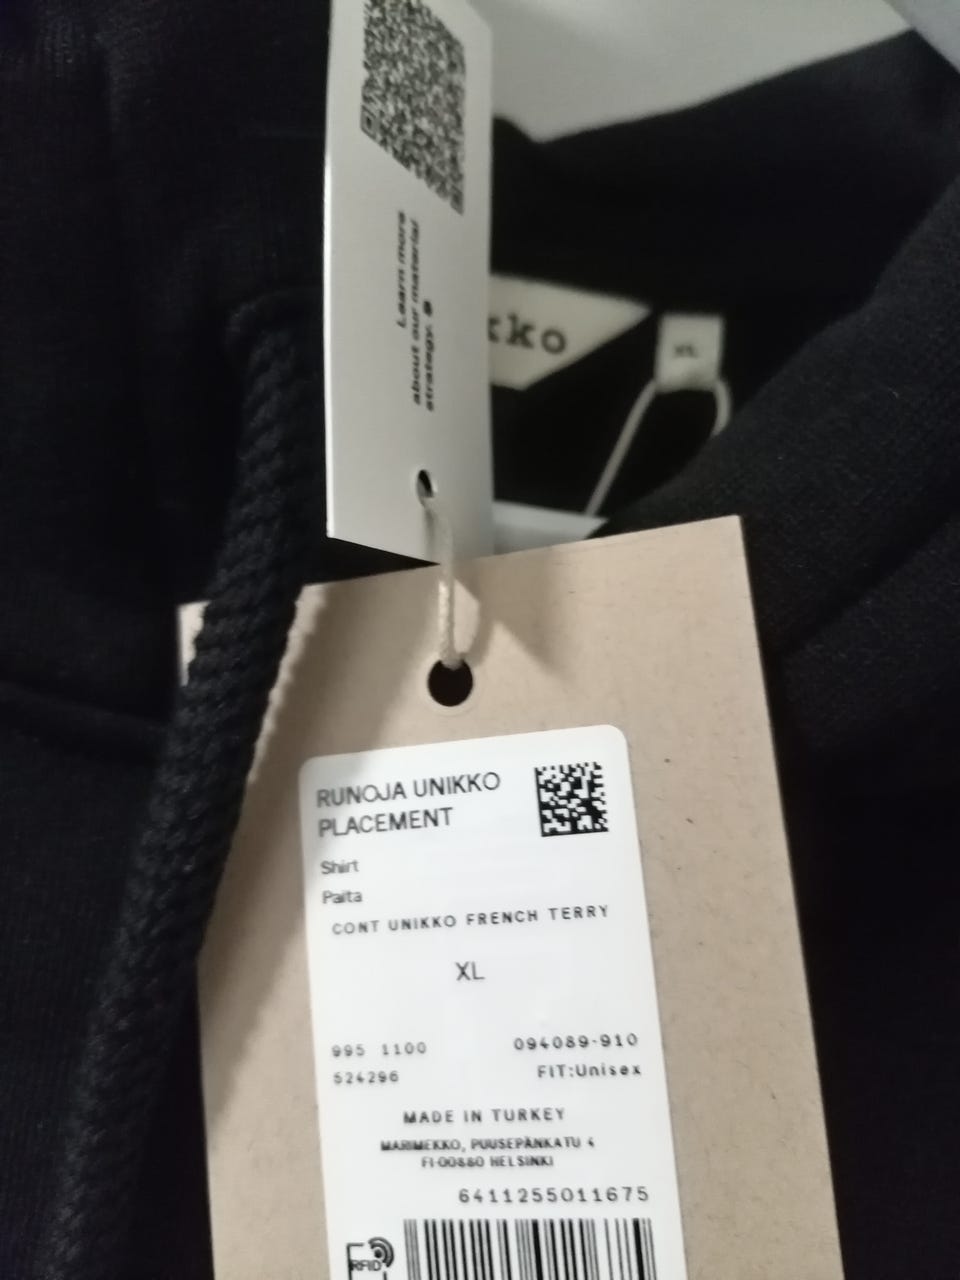 Learn more
about our material
strategy.
kko
XL
RUNOJA UNIKKO
PLACEMENT
Shirt
Paita
CONT UNIKKO FRENCH TERRY
XL
995 1100
094089-910
524296
FIT:Unisex
MADE IN TURKEY
MARIMEKKO, PUUSEPÄNKATU 4
FI-00880 HELSINKI
6411255011675
RFID